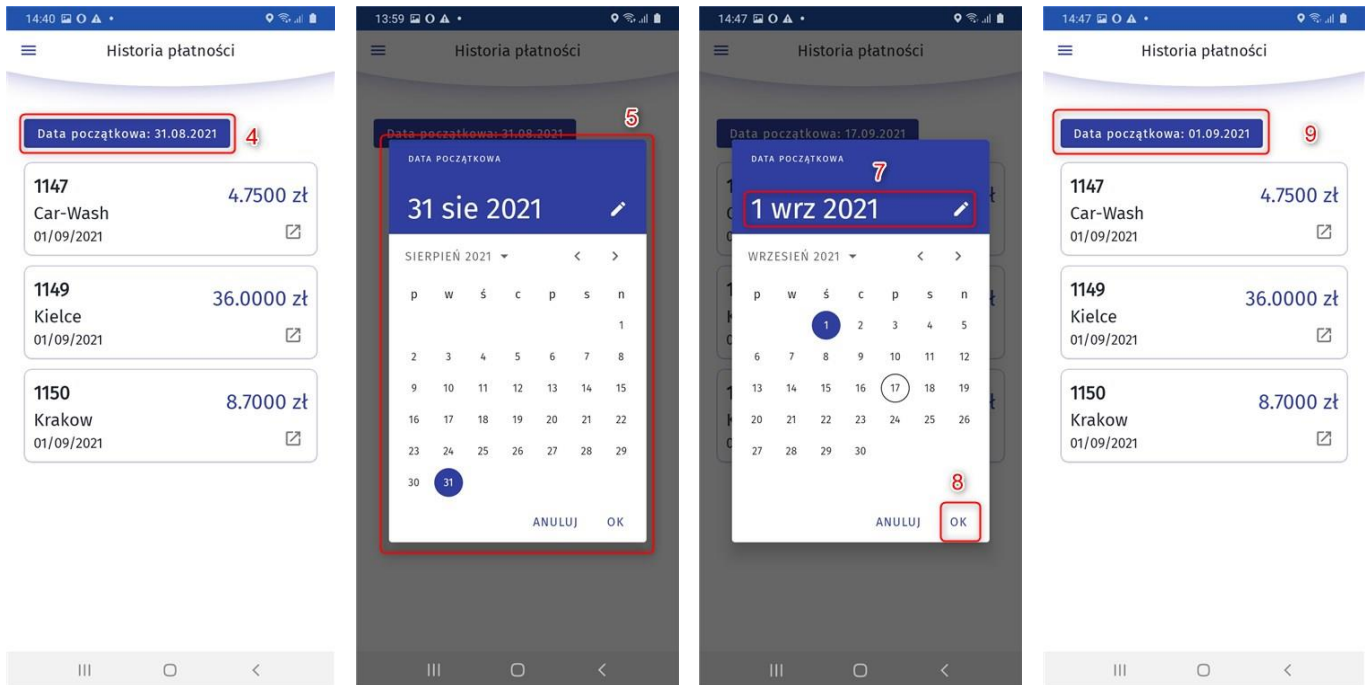 14:40
Historia płatności
Data początkowa: 31.08.2021
4
1147
4.7500 zł
Car-Wash
01/09/2021
1149
36.0000 zł
Kielce
01/09/2021
1150
8.7000 zł
Krakow
01/09/2021
13:59
Historia płatności
5
Data początkowa: 31.08.2021
DATA POCZĄTKOWA
31 sie 2021
SIERPIEŃ 2021
p w ś c p s n
1
2 3 4 5 6 7 8
9 10 11 12 13 14 15
16 17 18 19 20 21 22
23 24 25 26 27 28 29
30 31
ANULUJ OK
14:47
Historia płatności
Data początkowa: 17.09.2021
DATA POCZĄTKOWA
7
1 wrz 2021
WRZESIEŃ 2021
p w ś c p s n
1 2 3 4 5
6 7 8 9 10 11 12
13 14 15 16 17 18 19
20 21 22 23 24 25 26
27 28 29 30
8
ANULUJ OK
14:47
Historia płatności
Data początkowa: 01.09.2021
9
1147
4.7500 zł
Car-Wash
01/09/2021
1149
36.0000 zł
Kielce
01/09/2021
1150
8.7000 zł
Krakow
01/09/2021